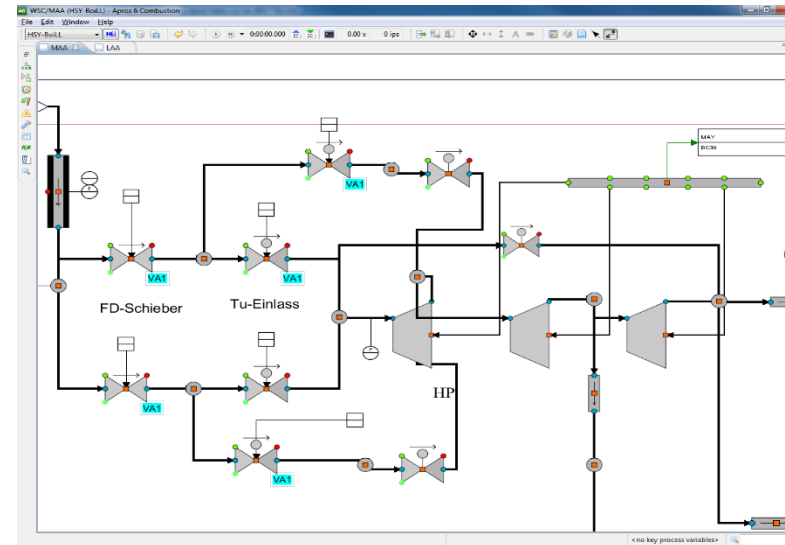 WSC/MAA (HSY-BoiLL) - Apros 6 Combustion
File Edit Window Help
HSY-BoiLL
0:00:00.000
0.00 x
0 ips
MAA
LAA
MAY
BC30
VA1
VA1
VA1
FD-Schieber
Tu-Einlass
P
P
HP
VA1
VA1
<no key process variables>